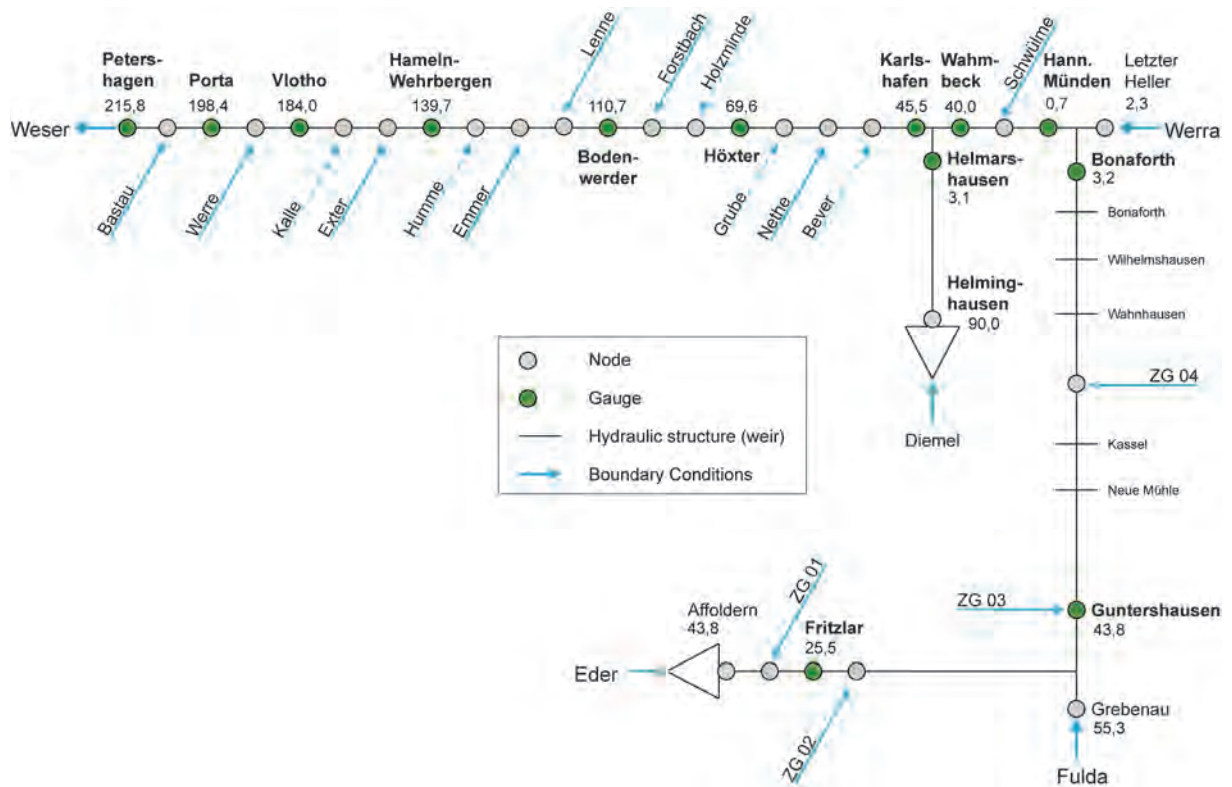 Peters-
hagen
215,8
Porta
198,4
Vlotho
184,0
Hameln-
Wehrbergen
139,7
Lenne
110,7
Forstbach
Holzminde
69,6
Karls-
hafen
45,5
Wahm-
beck
40,0
Schwülme
Hann.
Münden
0,7
Letzter
Heller
2,3
Weser
Werra
Bastau
Werre
Kalle
Exter
Humme
Emmer
Boden-
werder
Höxter
Grube
Nethe
Bever
Helmars-
hausen
3,1
Bonaforth
3,2
Bonaforth
Wilhelmshausen
Wahnhausen
Helming-
hausen
90,0
Diemel
ZG 04
Kassel
Neue Mühle
Node
Gauge
Hydraulic structure (weir)
Boundary Conditions
ZG 03
Guntershausen
43,8
ZG 01
Affoldern
43,8
Fritzlar
25,5
Eder
ZG 02
Grebenau
55,3
Fulda